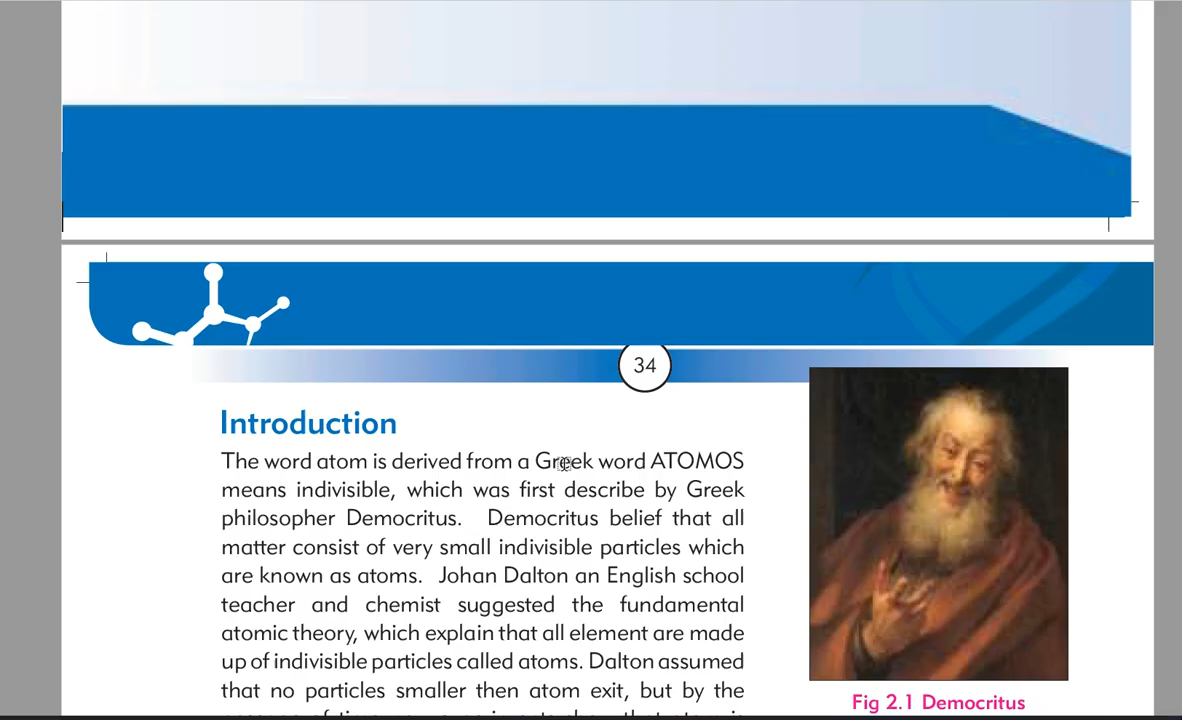 34
Introduction
The word atom is derived from a Greek word ATOMOS
means indivisible, which was first describe by Greek
philosopher Democritus. Democritus belief that all
matter consist of very small indivisible particles which
are known as atoms. Johan Dalton an English school
teacher and chemist suggested the fundamental
atomic theory, which explain that all element are made
up of indivisible particles called atoms. Dalton assumed
that no particles smaller then atom exit, but by the
Fig 2.1 Democritus